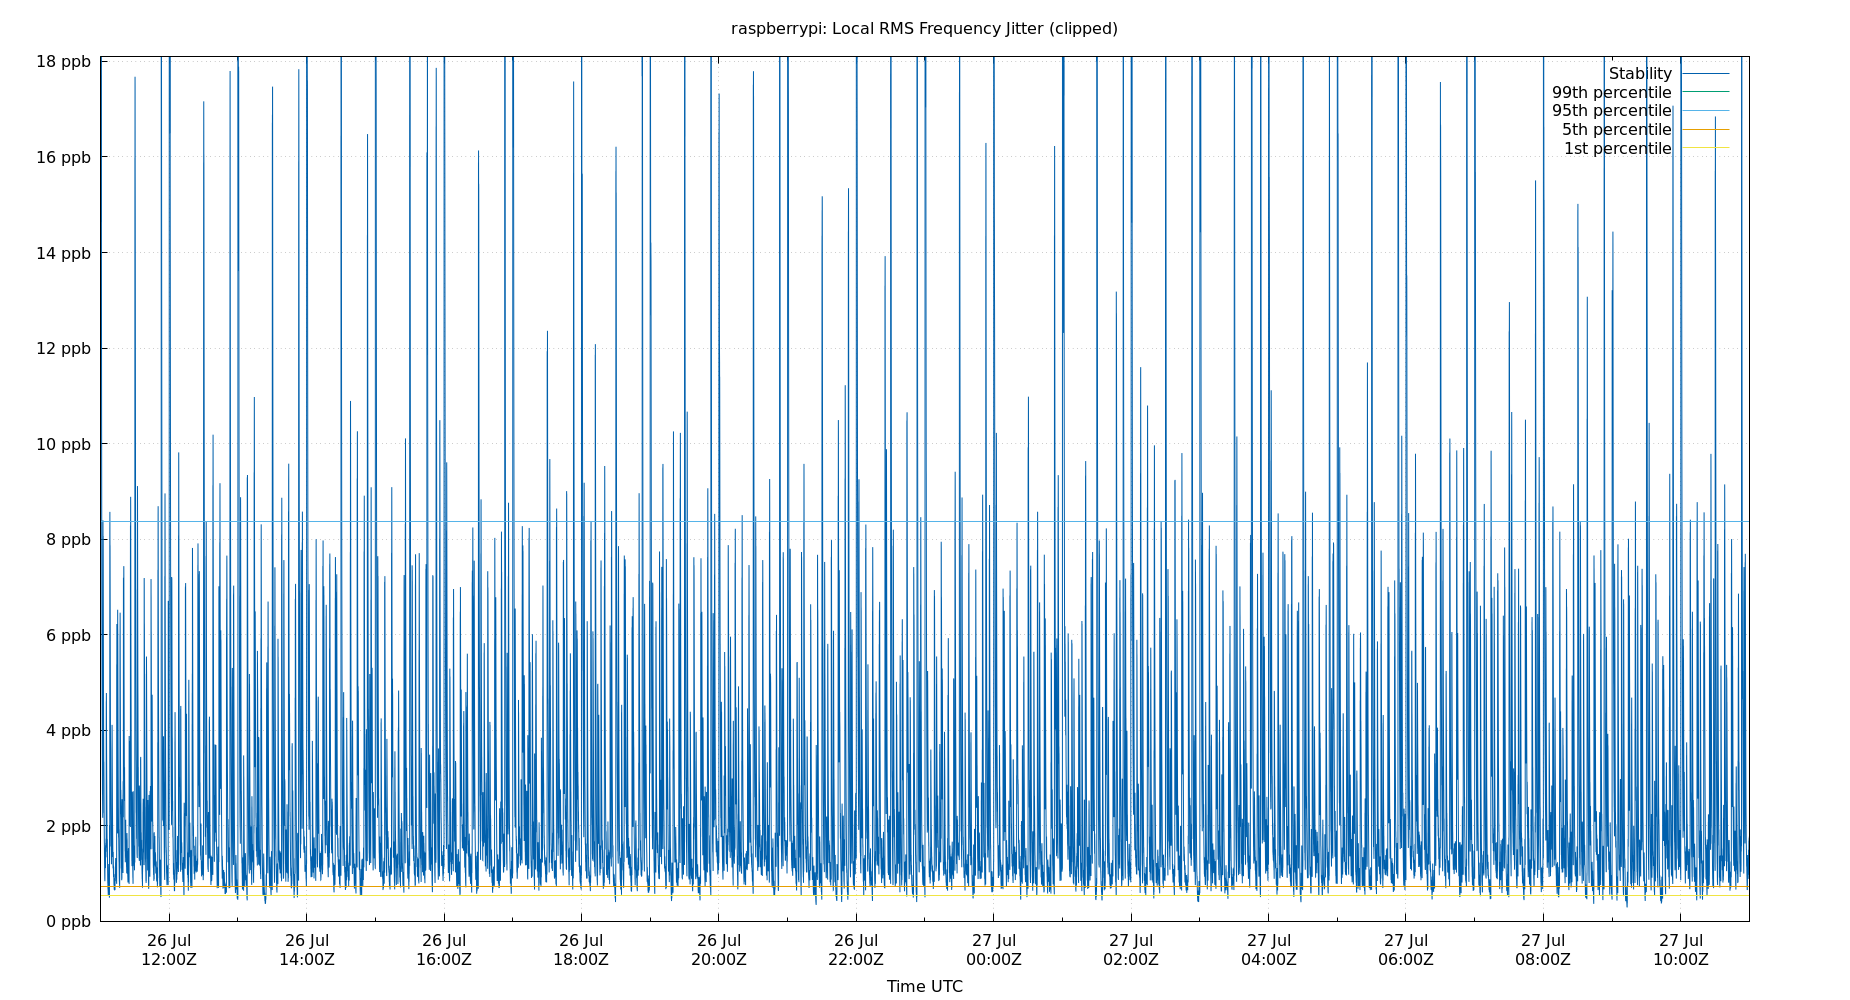 raspberrypi: Local RMS Frequency Jitter (clipped)
18 ppb
16 ppb
14 ppb
12 ppb
10 ppb
8 ppb
6 ppb
4 ppb
2 ppb
0 ppb
Stability
99th percentile
95th percentile
5th percentile
1st percentile
26 Jul 26 Jul 26 Jul 26 Jul 26 Jul 26 Jul 27 Jul 27 Jul 27 Jul 27 Jul 27 Jul 27 Jul
12:00Z 14:00Z 16:00Z 18:00Z 20:00Z 22:00Z 00:00Z 02:00Z 04:00Z 06:00Z 08:00Z 10:00Z
Time UTC